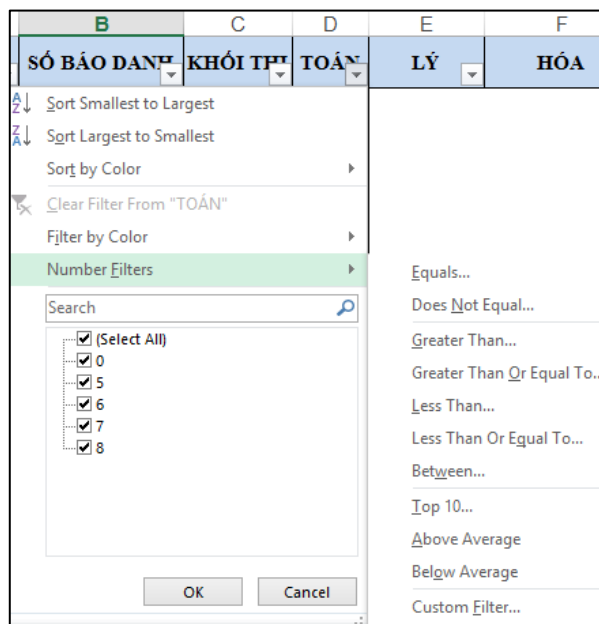 B C D E F
SỐ BÁO DANH KHỐI THI TOÁN LÝ HÓA
Sort Smallest to Largest
Sort Largest to Smallest
Sort by Color
Clear Filter From "TOÁN"
Filter by Color
Number Filters
Search
(Select All)
0
5
6
7
8
OK Cancel
Equals...
Does Not Equal...
Greater Than...
Greater Than Or Equal To..
Less Than...
Less Than Or Equal To...
Between...
Top 10...
Above Average
Below Average
Custom Filter...